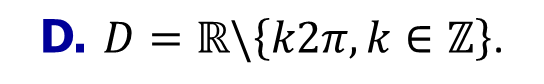 D. D = ℝ\{k2π, k ∈ ℤ}.